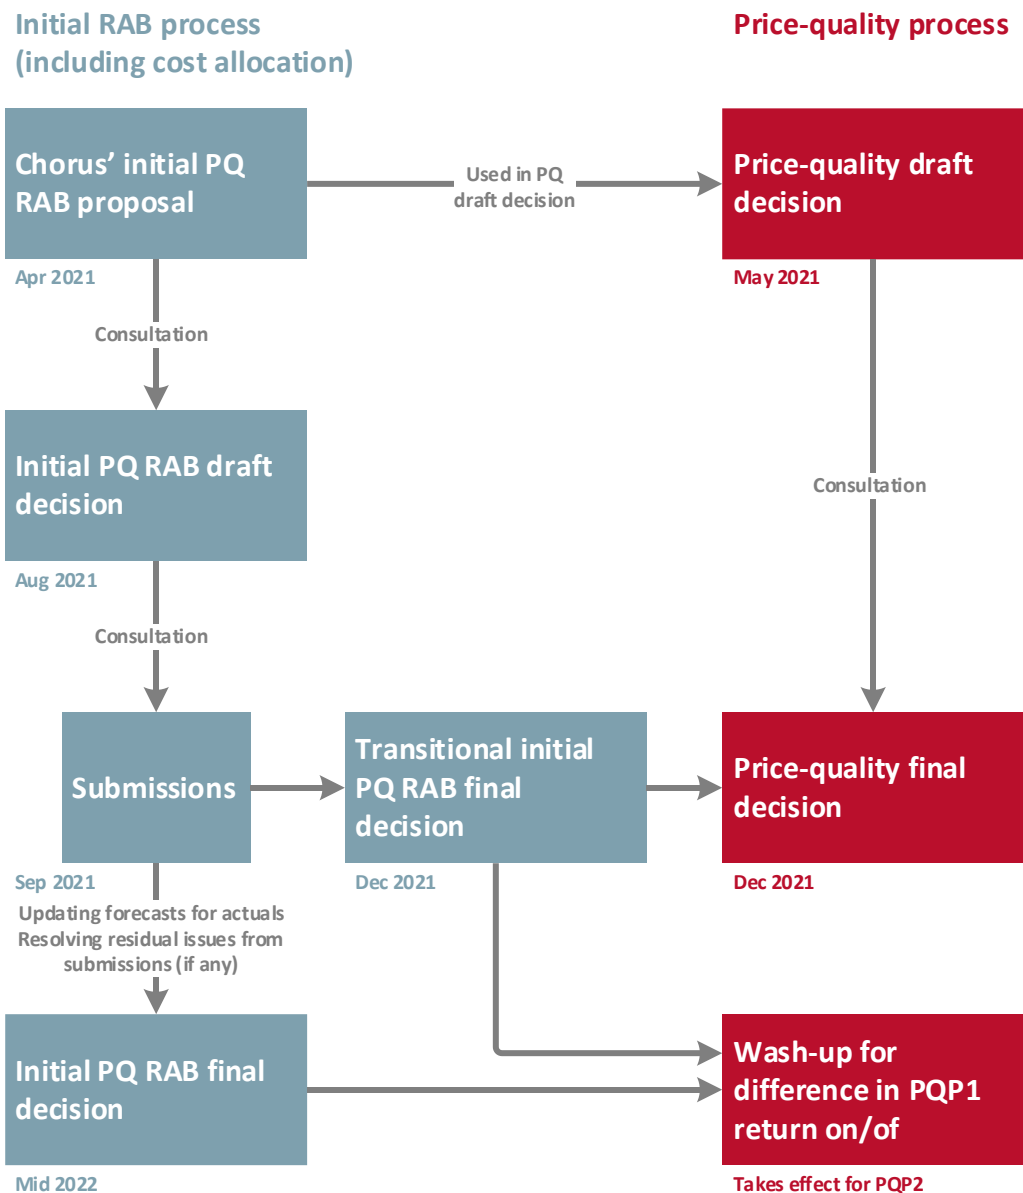 Initial RAB process
(including cost allocation)
Price-quality process
Chorus’ initial PQ
RAB proposal
Used in PQ
draft decision
Price-quality draft
decision
Apr 2021
May 2021
Consultation
Initial PQ RAB draft
decision
Consultation
Aug 2021
Consultation
Submissions
Transitional initial
PQ RAB final
decision
Price-quality final
decision
Sep 2021
Dec 2021
Dec 2021
Updating forecasts for actuals
Resolving residual issues from
submissions (if any)
Initial PQ RAB final
decision
Wash-up for
difference in PQP1
return on/of
Mid 2022
Takes effect for PQP2